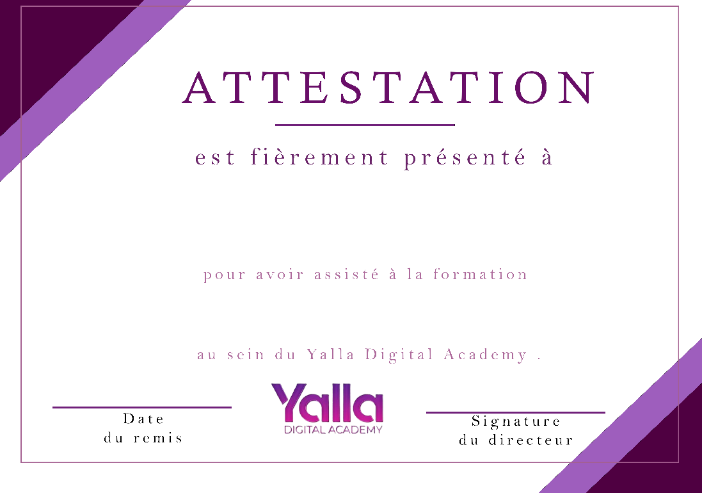 ATTESTATION
est fièrement présenté à
pour avoir assisté à la formation
au sein du Yalla Digital Academy .
Yalla
DIGITAL ACADEMY
Date
du remis
Signature
du directeur